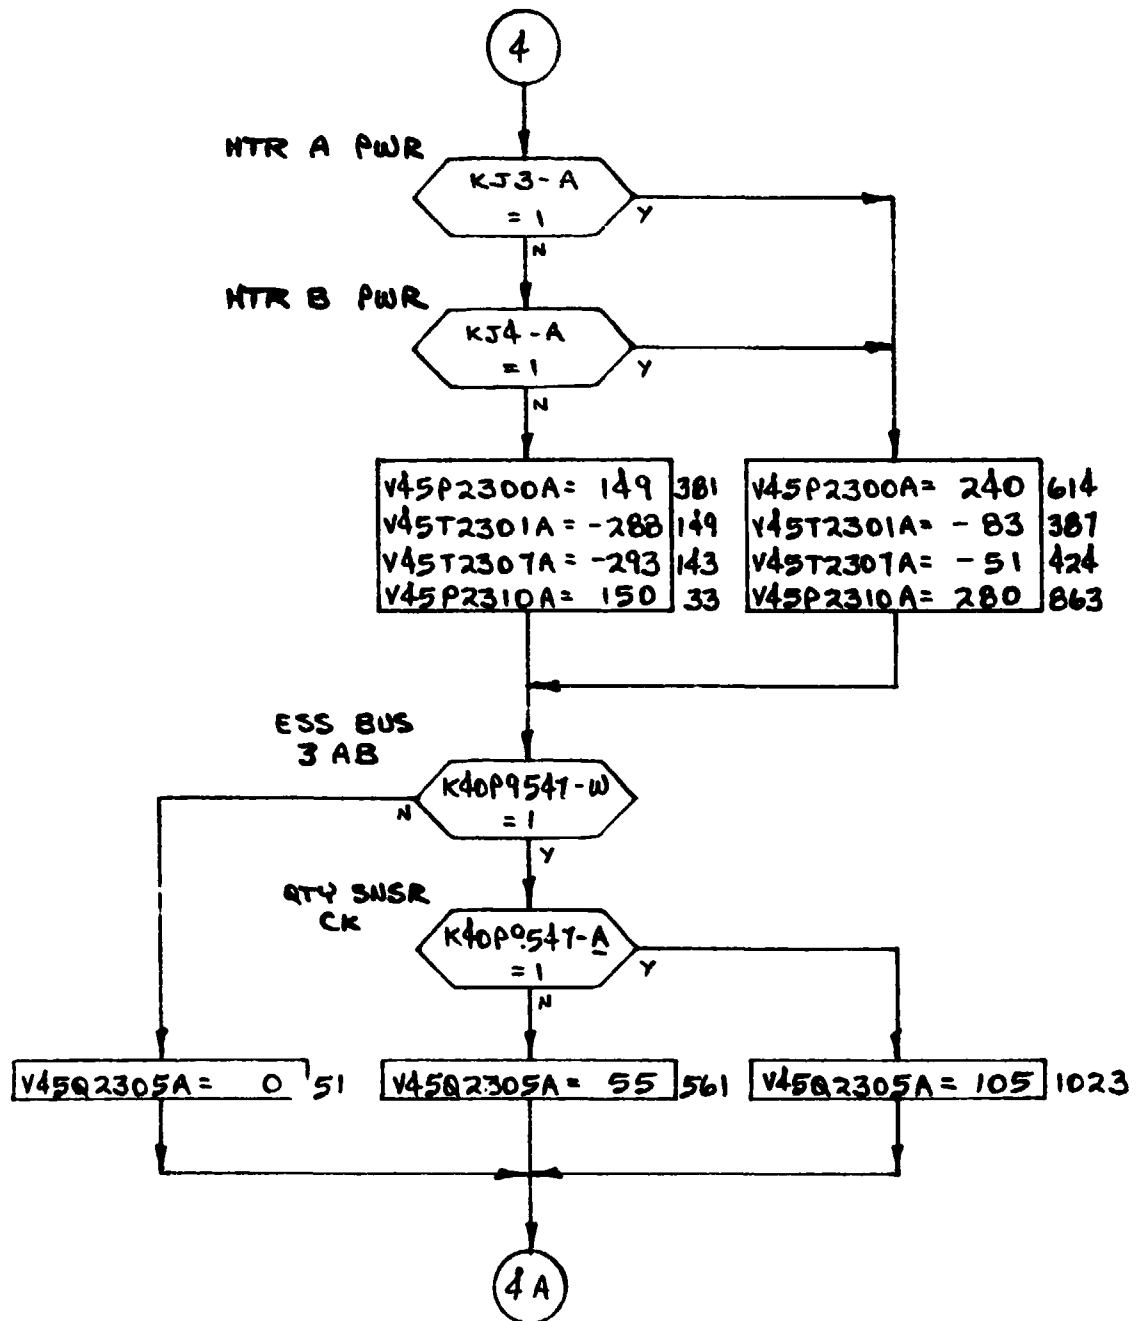 4
HTR A PWR
KJ3-A
= 1
Y
N
HTR B PWR
KJ4-A
= 1
Y
N
V45P2300A= 149 381
V45T2301A= -288 149
V45T2307A= -293 143
V45P2310A= 150 33
V45P2300A= 240 614
V45T2301A= -83 387
V45T2307A= -51 424
V45P2310A= 280 863
ESS BUS
3 AB
K40P9547-W
= 1
N
Y
QTY SNSR
CK
K40P9547-A
= 1
Y
N
V45Q2305A= 0 51
V45Q2305A= 55 561
V45Q2305A= 105 1023
4A